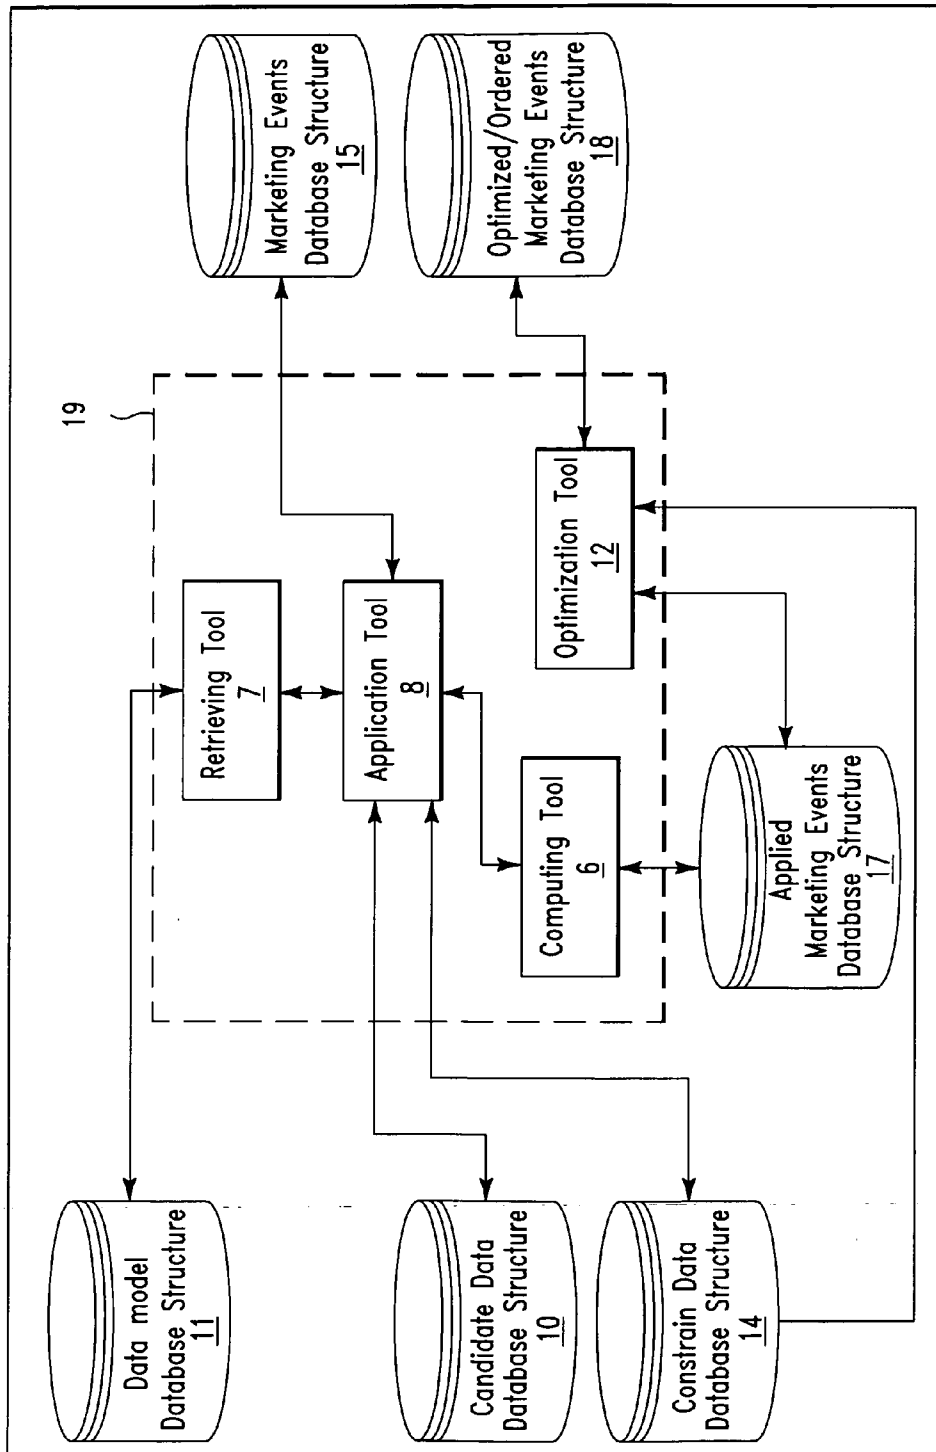 Data model
Database Structure
11
Candidate Data
Database Structure
10
Constrain Data
Database Structure
14
19
Retrieving Tool
7
Application Tool
8
Computing Tool
6
Optimization Tool
12
Applied
Marketing Events
Database Structure
17
Marketing Events
Database Structure
15
Optimized/Ordered
Marketing Events
Database Structure
18